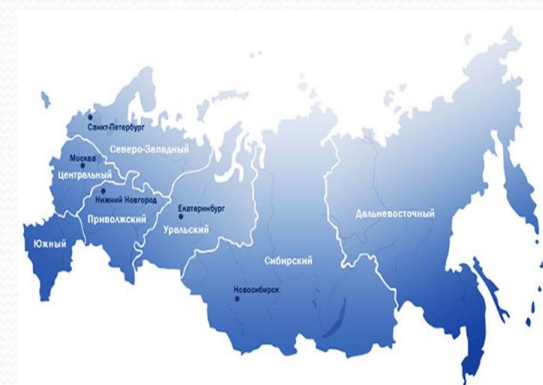 Санкт-Петербург
Северо-Западный
Москва
Центральный
Нижний Новгород
Приволжский
Екатеринбург
Уральский
Южный
Дальневосточный
Сибирский
Новосибирск